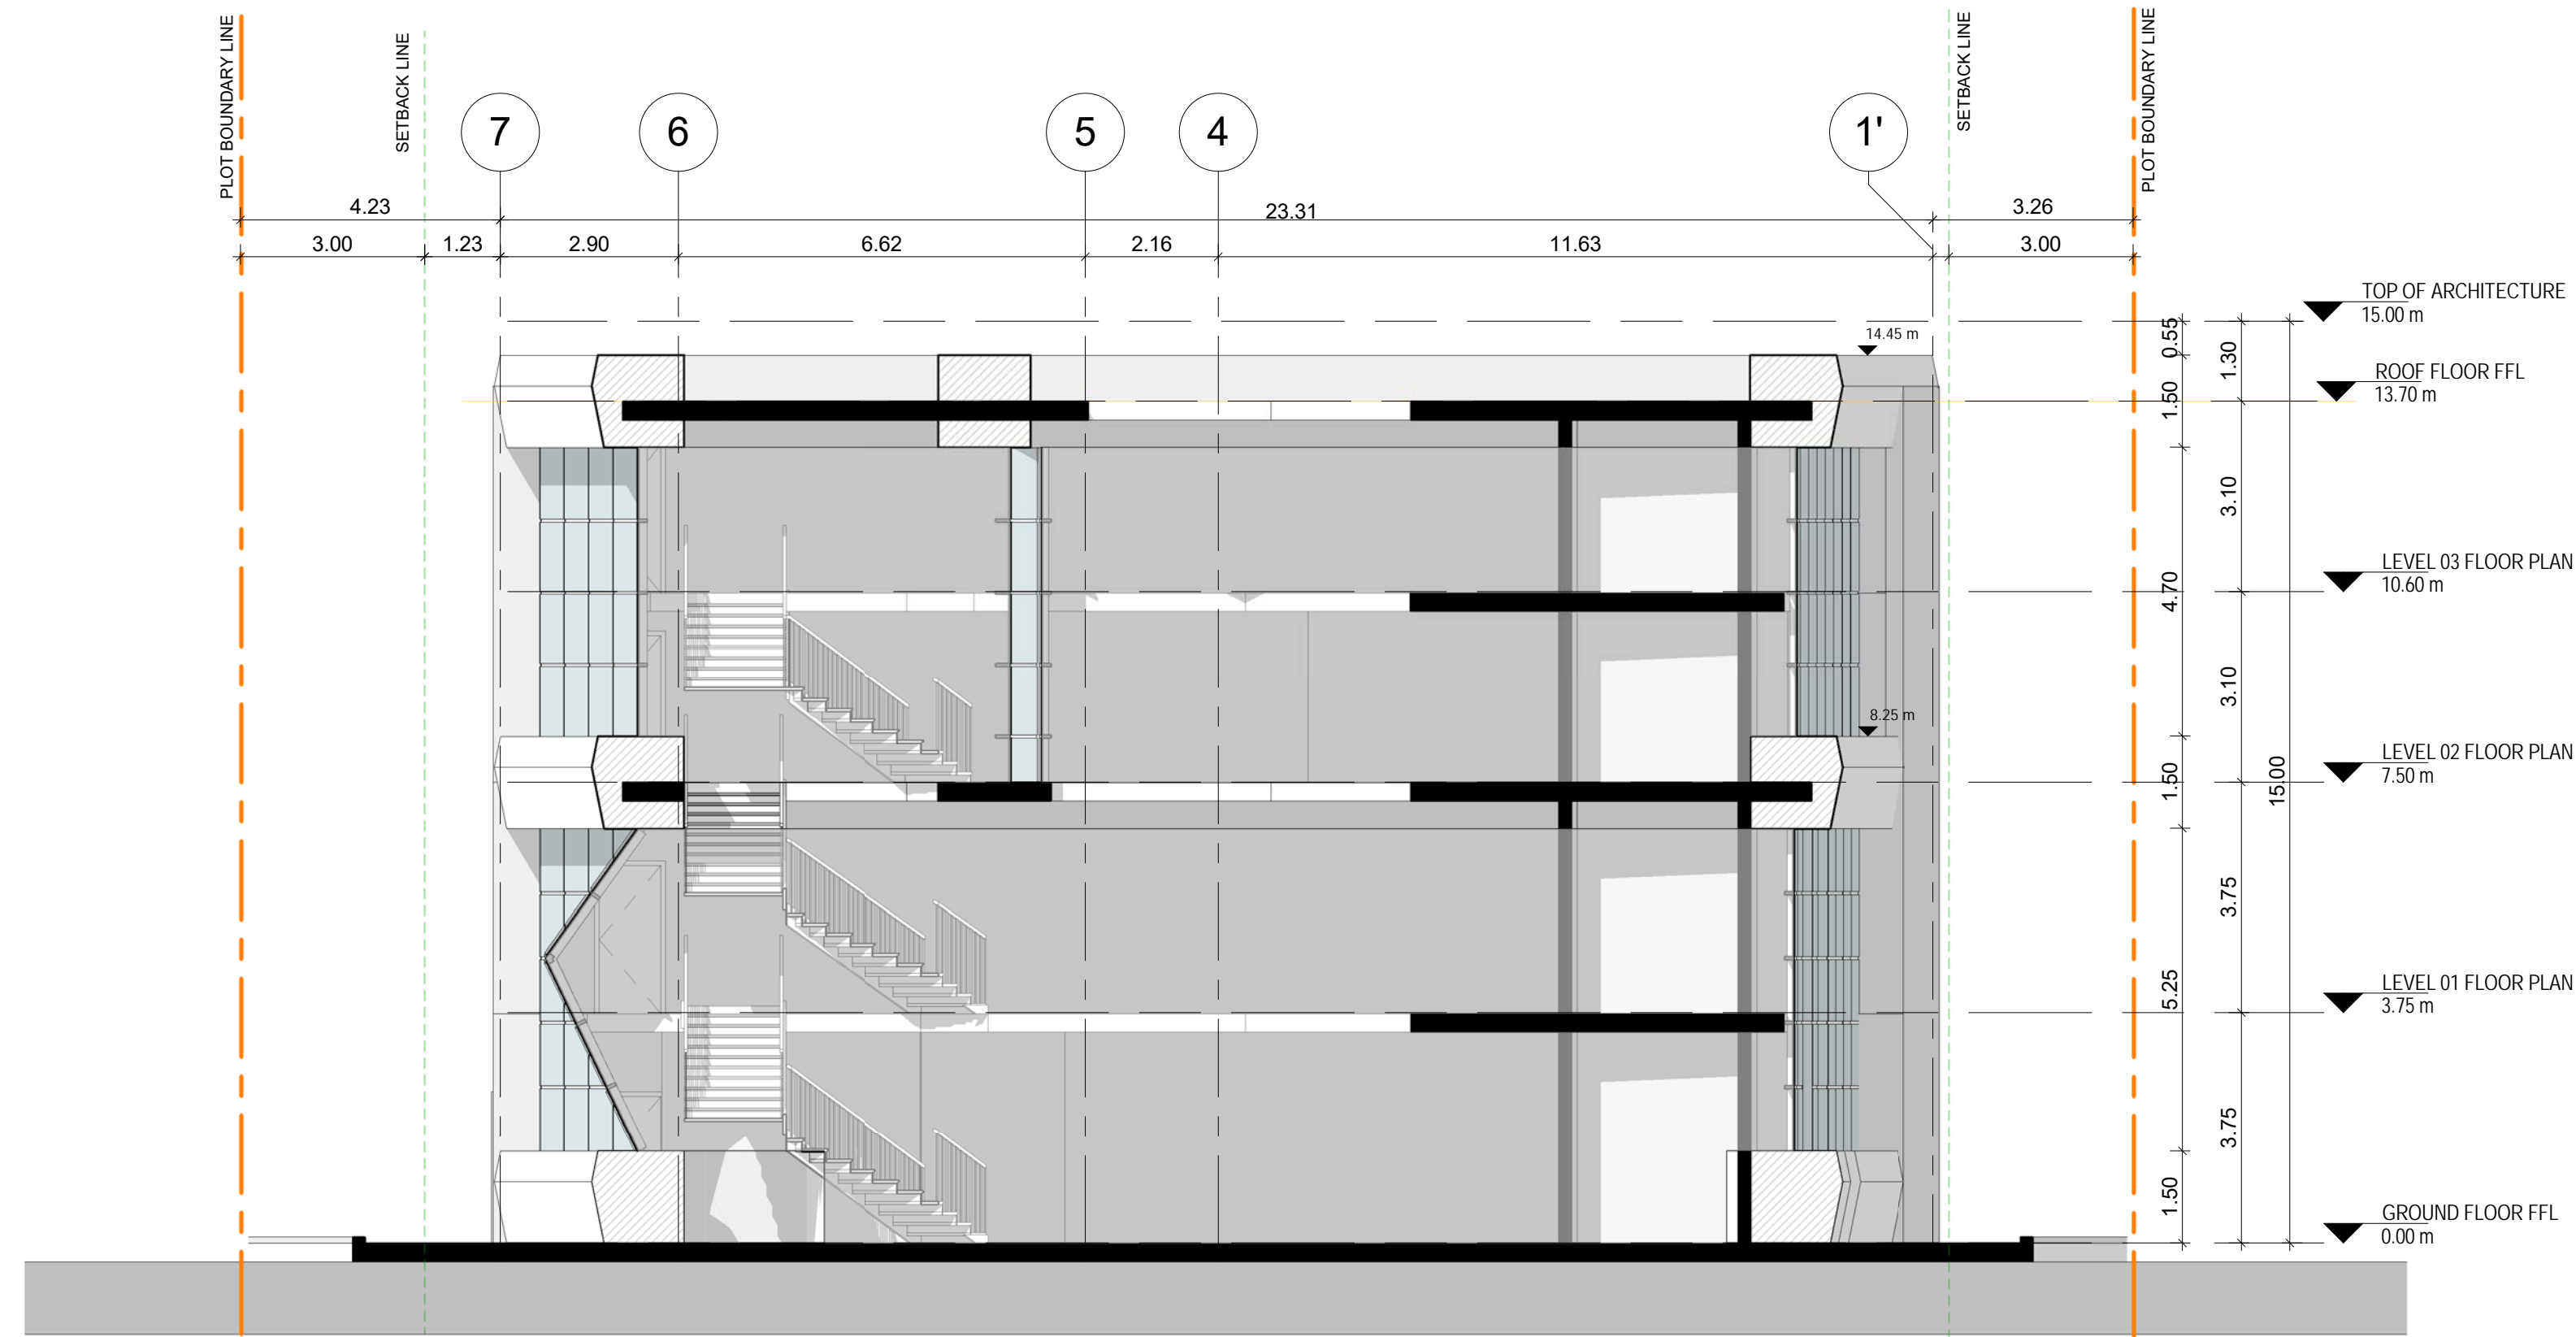 PLOT BOUNDARY LINE
SETBACK LINE
SETBACK LINE
PLOT BOUNDARY LINE
7
6
5
4
1'
4.23
23.31
3.26
3.00
1.23
2.90
6.62
2.16
11.63
3.00
TOP OF ARCHITECTURE
15.00 m
0.55
14.45 m
1.30
ROOF FLOOR FFL
13.70 m
1.50
3.10
LEVEL 03 FLOOR PLAN
10.60 m
4.70
3.10
8.25 m
LEVEL 02 FLOOR PLAN
7.50 m
1.50
15.00
3.75
LEVEL 01 FLOOR PLAN
3.75 m
5.25
3.75
1.50
GROUND FLOOR FFL
0.00 m